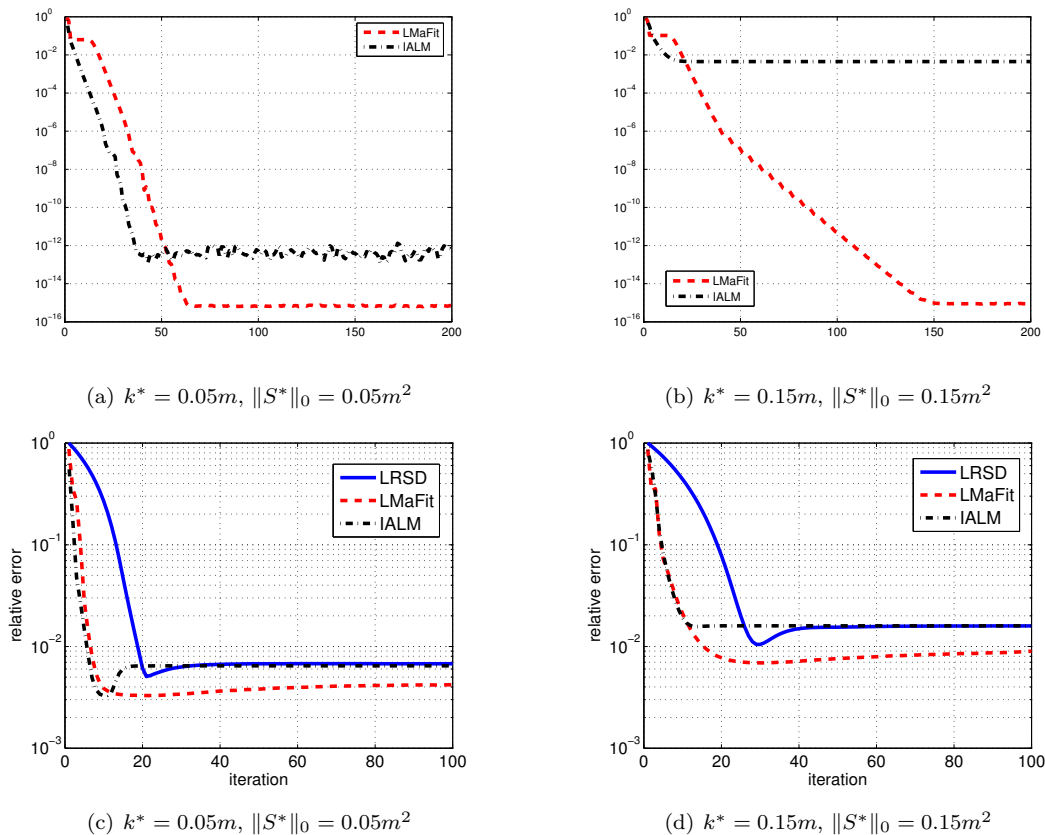 10^0
10^-2
10^-4
10^-6
10^-8
10^-10
10^-12
10^-14
10^-16
0 50 100 150 200
LMaFit
IALM
(a) k* = 0.05m, ‖S*‖₀ = 0.05m²
10^0
10^-2
10^-4
10^-6
10^-8
10^-10
10^-12
10^-14
10^-16
0 50 100 150 200
LMaFit
IALM
(b) k* = 0.15m, ‖S*‖₀ = 0.15m²
10^0
10^-1
10^-2
10^-3
relative error
LRSD
LMaFit
IALM
0 20 40 60 80 100
iteration
(c) k* = 0.05m, ‖S*‖₀ = 0.05m²
10^0
10^-1
10^-2
10^-3
relative error
LRSD
LMaFit
IALM
0 20 40 60 80 100
iteration
(d) k* = 0.15m, ‖S*‖₀ = 0.15m²